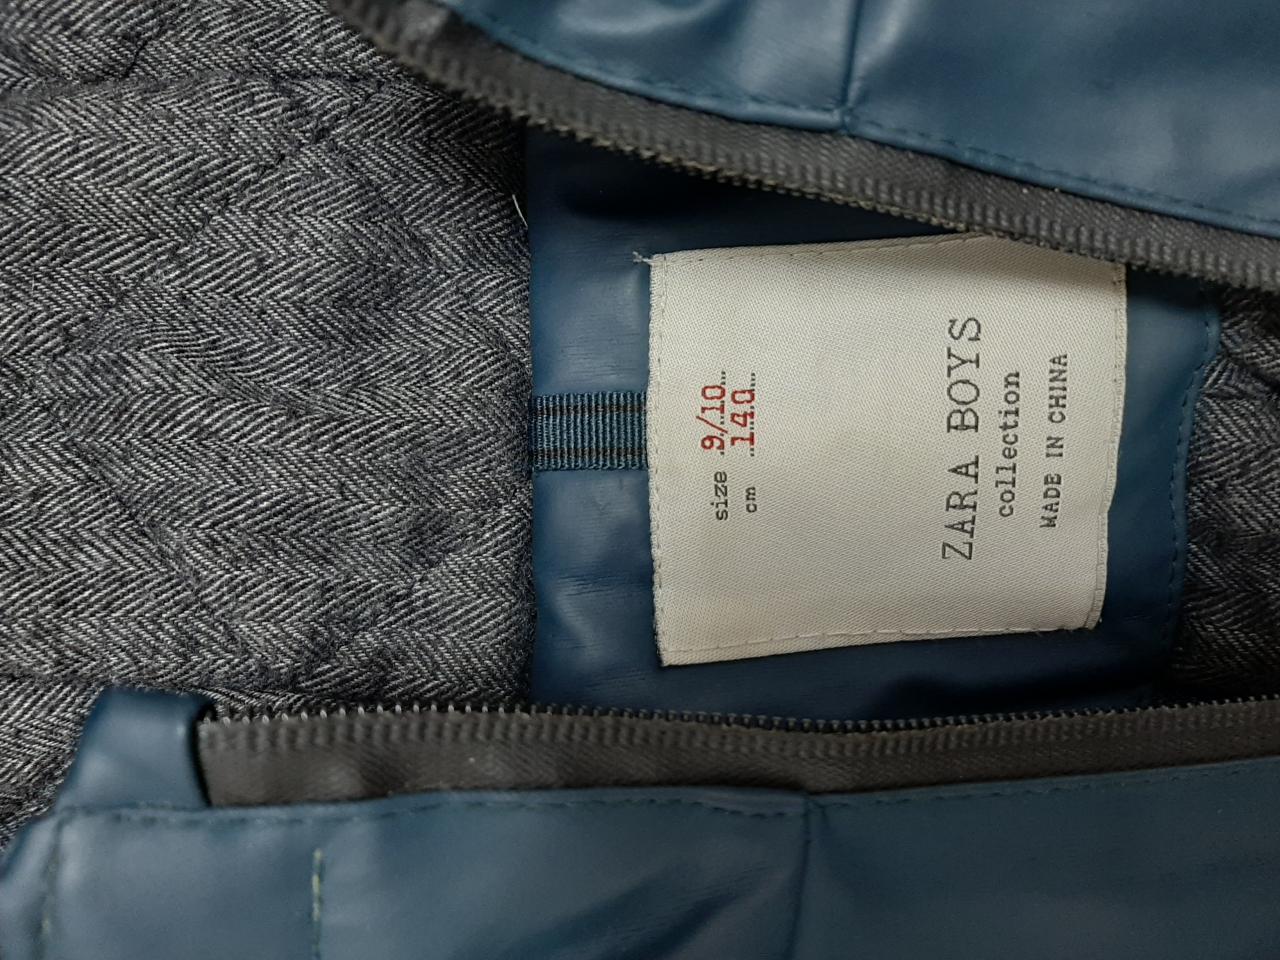 ZARA BOYS
collection
MADE IN CHINA
size 9/10
cm 140